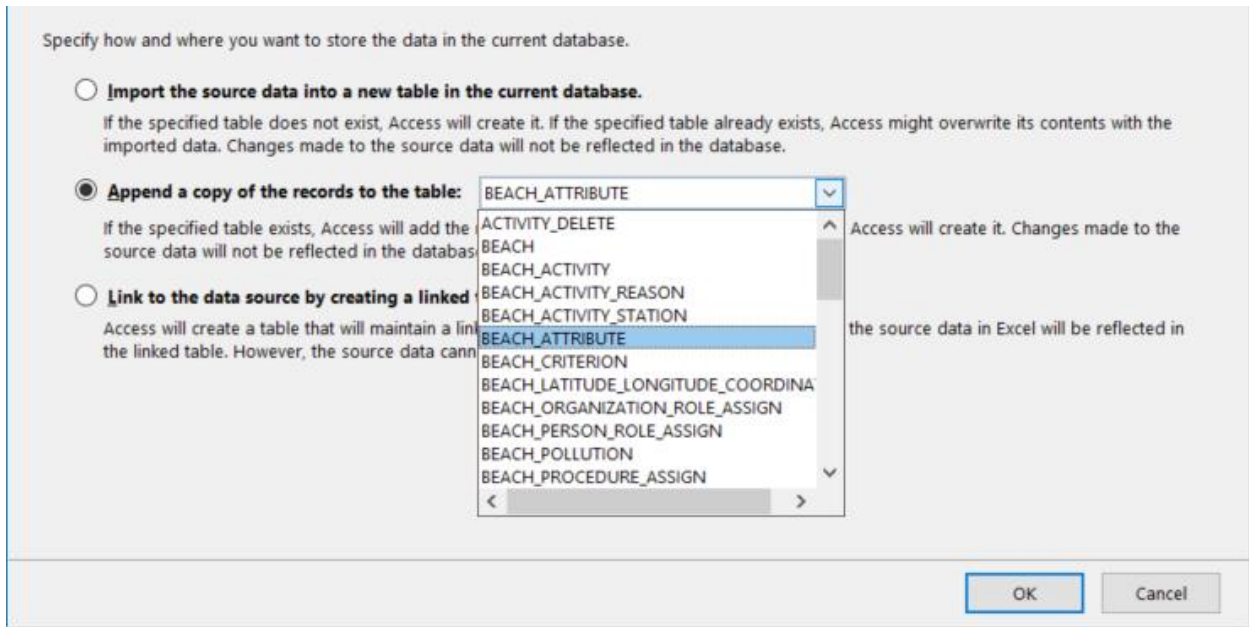 Specify how and where you want to store the data in the current database.
Import the source data into a new table in the current database.
If the specified table does not exist, Access will create it. If the specified table already exists, Access might overwrite its contents with the
imported data. Changes made to the source data will not be reflected in the database.
Append a copy of the records to the table: BEACH_ATTRIBUTE
If the specified table exists, Access will add the Access will create it. Changes made to the
source data will not be reflected in the databas
Link to the data source by creating a linked
Access will create a table that will maintain a lin the source data in Excel will be reflected in
the linked table. However, the source data cann
ACTIVITY_DELETE
BEACH
BEACH_ACTIVITY
BEACH_ACTIVITY_REASON
BEACH_ACTIVITY_STATION
BEACH_ATTRIBUTE
BEACH_CRITERION
BEACH_LATITUDE_LONGITUDE_COORDINA
BEACH_ORGANIZATION_ROLE_ASSIGN
BEACH_PERSON_ROLE_ASSIGN
BEACH_POLLUTION
BEACH_PROCEDURE_ASSIGN
OK Cancel